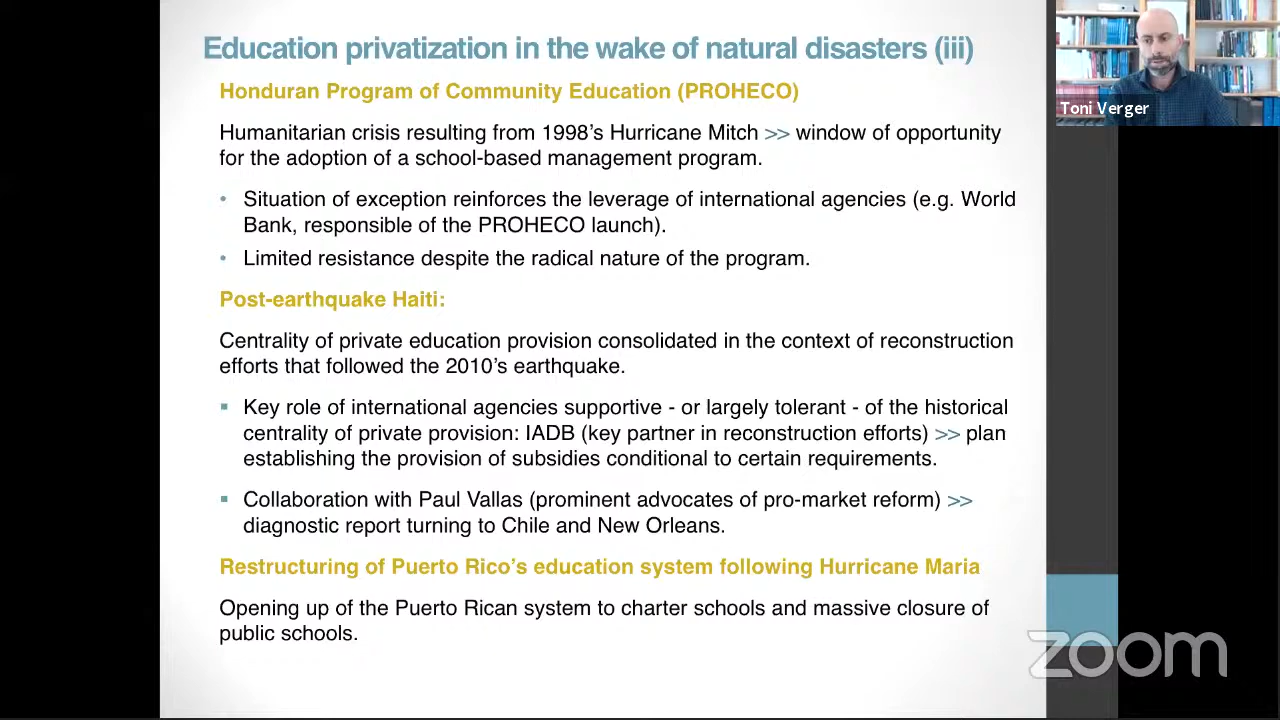 Education privatization in the wake of natural disasters (iii)
Toni Verger
Honduran Program of Community Education (PROHECO)
Humanitarian crisis resulting from 1998’s Hurricane Mitch >> window of opportunity
for the adoption of a school-based management program.
• Situation of exception reinforces the leverage of international agencies (e.g. World
Bank, responsible of the PROHECO launch).
• Limited resistance despite the radical nature of the program.
Post-earthquake Haiti:
Centrality of private education provision consolidated in the context of reconstruction
efforts that followed the 2010’s earthquake.
▪ Key role of international agencies supportive - or largely tolerant - of the historical
centrality of private provision: IADB (key partner in reconstruction efforts) >> plan
establishing the provision of subsidies conditional to certain requirements.
▪ Collaboration with Paul Vallas (prominent advocates of pro-market reform) >>
diagnostic report turning to Chile and New Orleans.
Restructuring of Puerto Rico’s education system following Hurricane Maria
Opening up of the Puerto Rican system to charter schools and massive closure of
public schools.
zoom